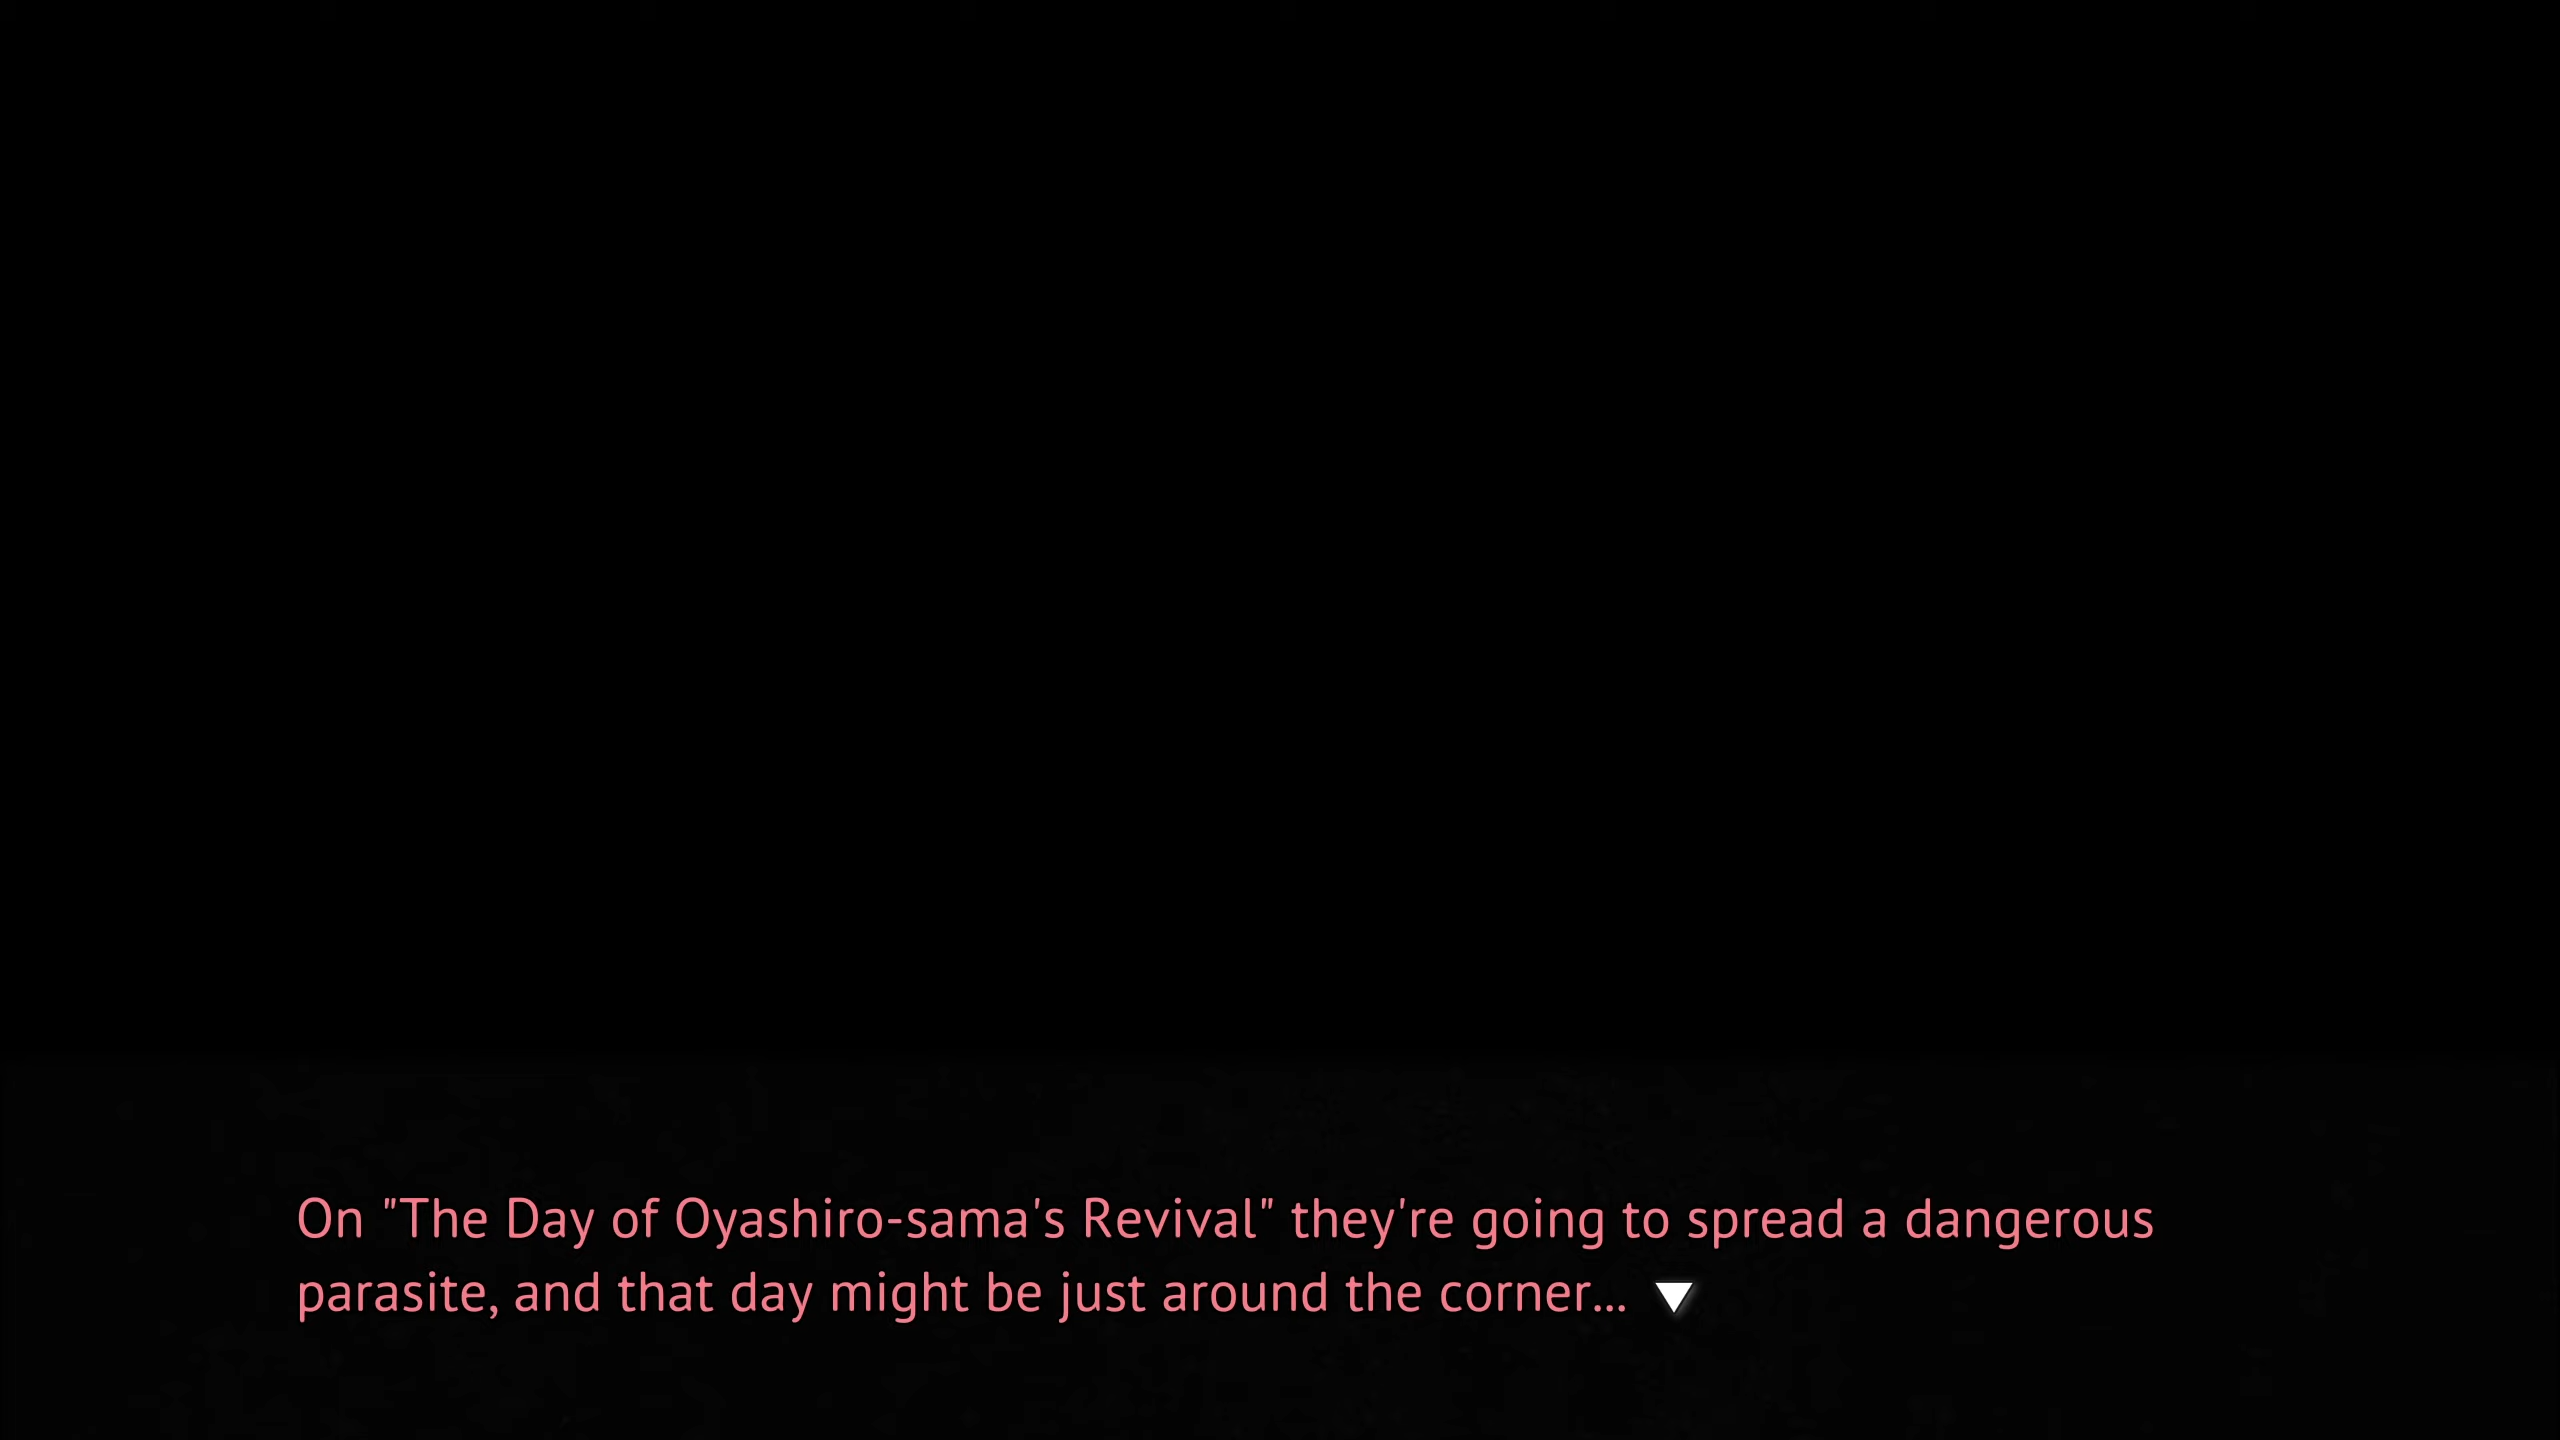 On "The Day of Oyashiro-sama's Revival" they're going to spread a dangerous
parasite, and that day might be just around the corner...